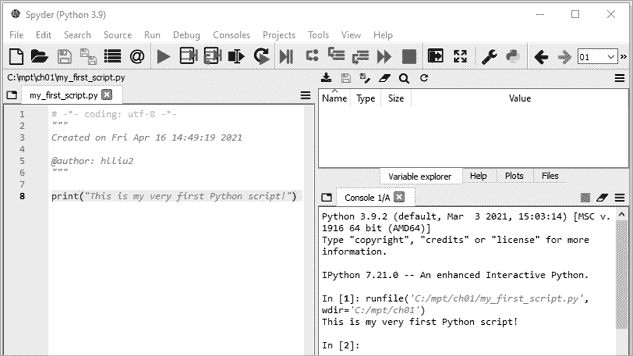 Spyder (Python 3.9)
File Edit Search Source Run Debug Consoles Projects Tools View Help
01
C:\mpt\ch01\my_first_script.py
my_first_script.py
1 # -*- coding: utf-8 -*-
2 """
3 Created on Fri Apr 16 14:49:19 2021
4
5 @author: hlliu2
6 """
7
8 print("This is my very first Python script!")
Name Type Size Value
Variable explorer Help Plots Files
Console 1/A
Python 3.9.2 (default, Mar  3 2021, 15:03:14) [MSC v.
1916 64 bit (AMD64)]
Type "copyright", "credits" or "license" for more
information.
IPython 7.21.0 -- An enhanced Interactive Python.
In [1]: runfile('C:/mpt/ch01/my_first_script.py',
wdir='C:/mpt/ch01')
This is my very first Python script!
In [2]: